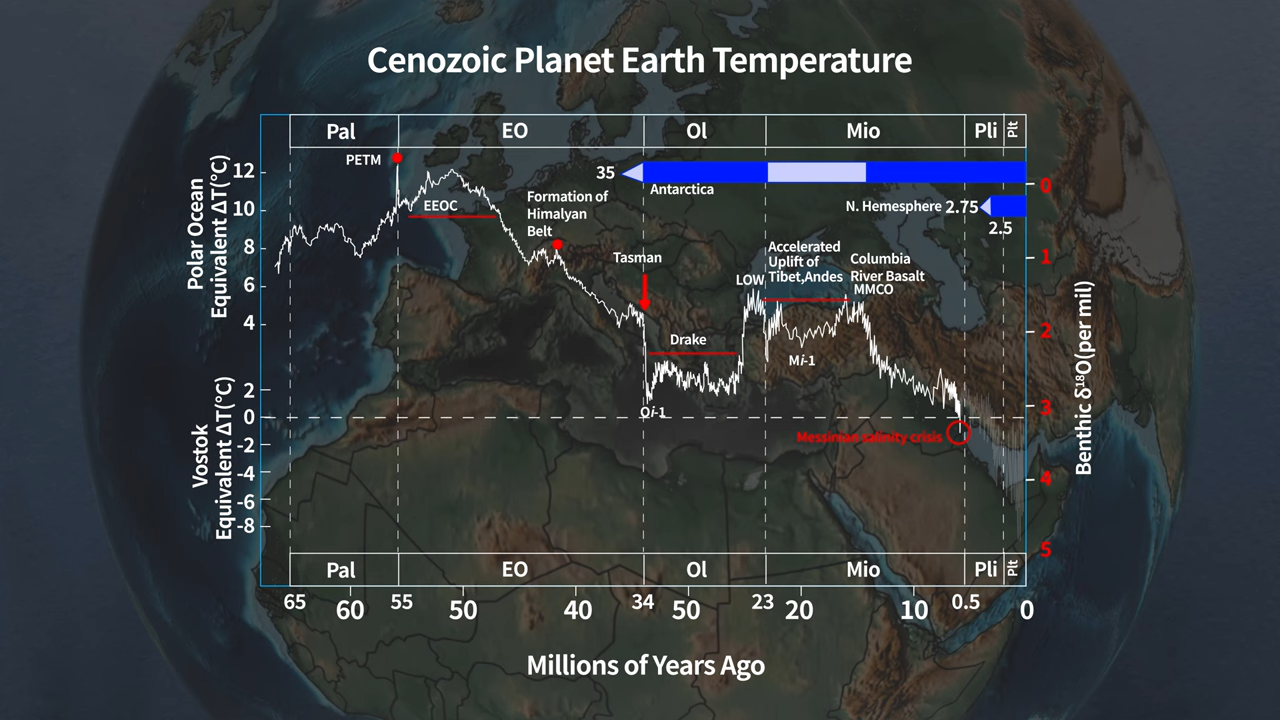 Cenozoic Planet Earth Temperature
Pal
EO
Ol
Mio
Pli
Plt
PETM
35
Antarctica
N. Hemesphere 2.75
2.5
EEOC
Formation of
Himalyan
Belt
Tasman
Drake
Oi-1
LOW
Accelerated
Uplift of
Tibet,Andes
Columbia
River Basalt
MMCO
Mi-1
Messinian salinity crisis
Polar Ocean
Equivalent ΔT(°C)
12
10
8
6
4
2
0
-2
-4
-6
-8
Vostok
Equivalent ΔT(°C)
0
1
2
3
4
5
Benthic δ¹⁸O(per mil)
Pal
EO
Ol
Mio
Pli
Plt
65
60
55
50
40
34
50
23
20
10
0.5
0
Millions of Years Ago